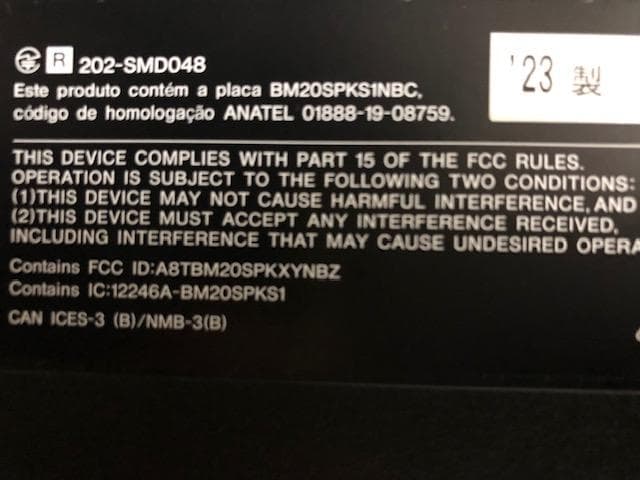 R 202-SMD048
Este produto contém a placa BM20SPKS1NBC,
código de homologação ANATEL 01888-19-08759.
'23 製
THIS DEVICE COMPLIES WITH PART 15 OF THE FCC RULES.
OPERATION IS SUBJECT TO THE FOLLOWING TWO CONDITIONS:
(1)THIS DEVICE MAY NOT CAUSE HARMFUL INTERFERENCE, AND
(2)THIS DEVICE MUST ACCEPT ANY INTERFERENCE RECEIVED,
INCLUDING INTERFERENCE THAT MAY CAUSE UNDESIRED OPERA
Contains FCC ID:A8TBM20SPKXYNBZ
Contains IC:12246A-BM20SPKS1
CAN ICES-3 (B)/NMB-3(B)